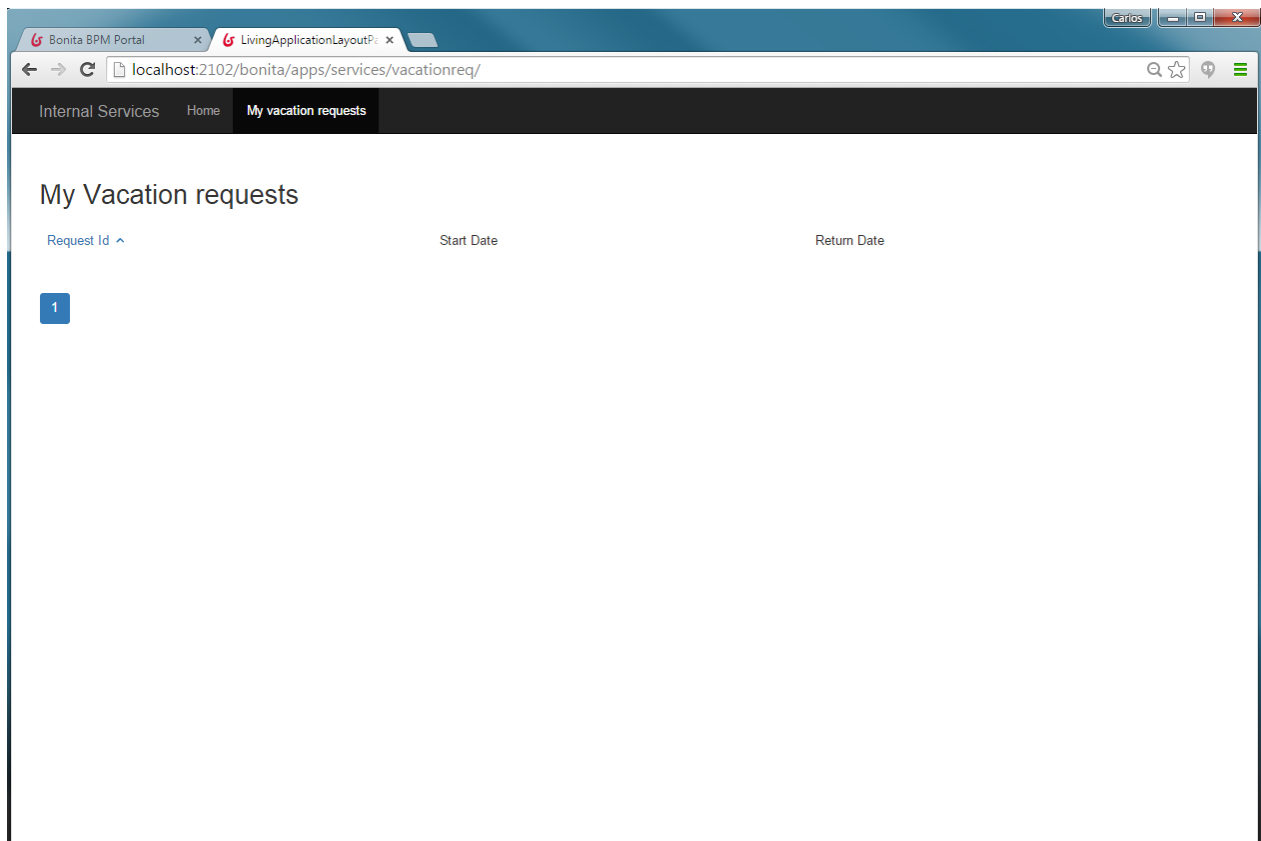 Carlos
Bonita BPM Portal
LivingApplicationLayoutPa
localhost:2102/bonita/apps/services/vacationreq/
Internal Services Home My vacation requests
My Vacation requests
Request Id Start Date Return Date
1